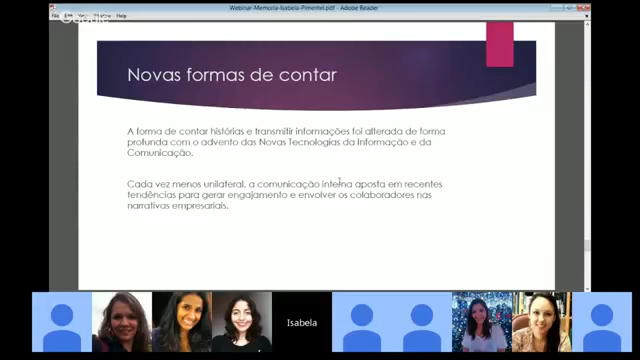 Webinar-Memoria-Isabela-Pimentel.pdf - Adobe Reader
Google
Novas formas de contar
A forma de contar histórias e transmitir informações foi alterada de forma
profunda com o advento das Novas Tecnologias da Informação e da
Comunicação.
Cada vez menos unilateral, a comunicação interna aposta em recentes
tendências para gerar engajamento e envolver os colaboradores nas
narrativas empresariais.
Isabela